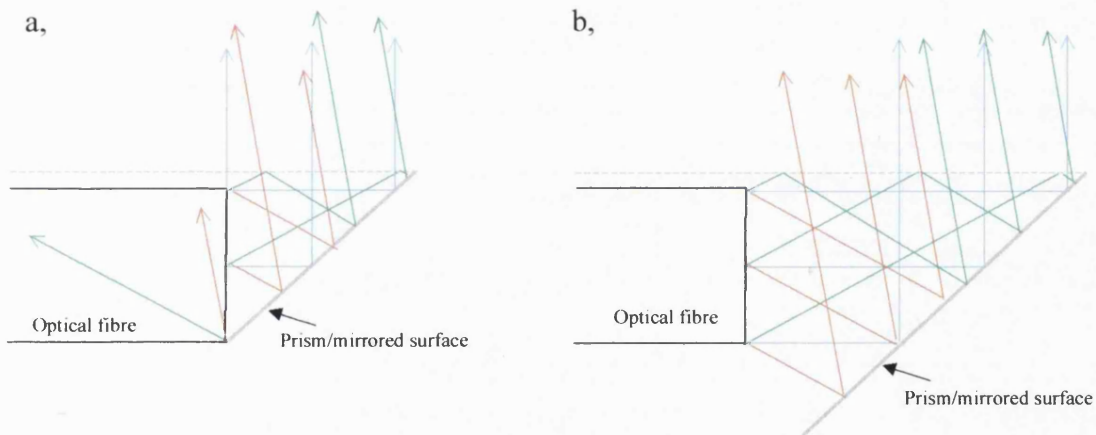 a,
b,
Optical fibre
Prism/mirrored surface
Optical fibre
Prism/mirrored surface